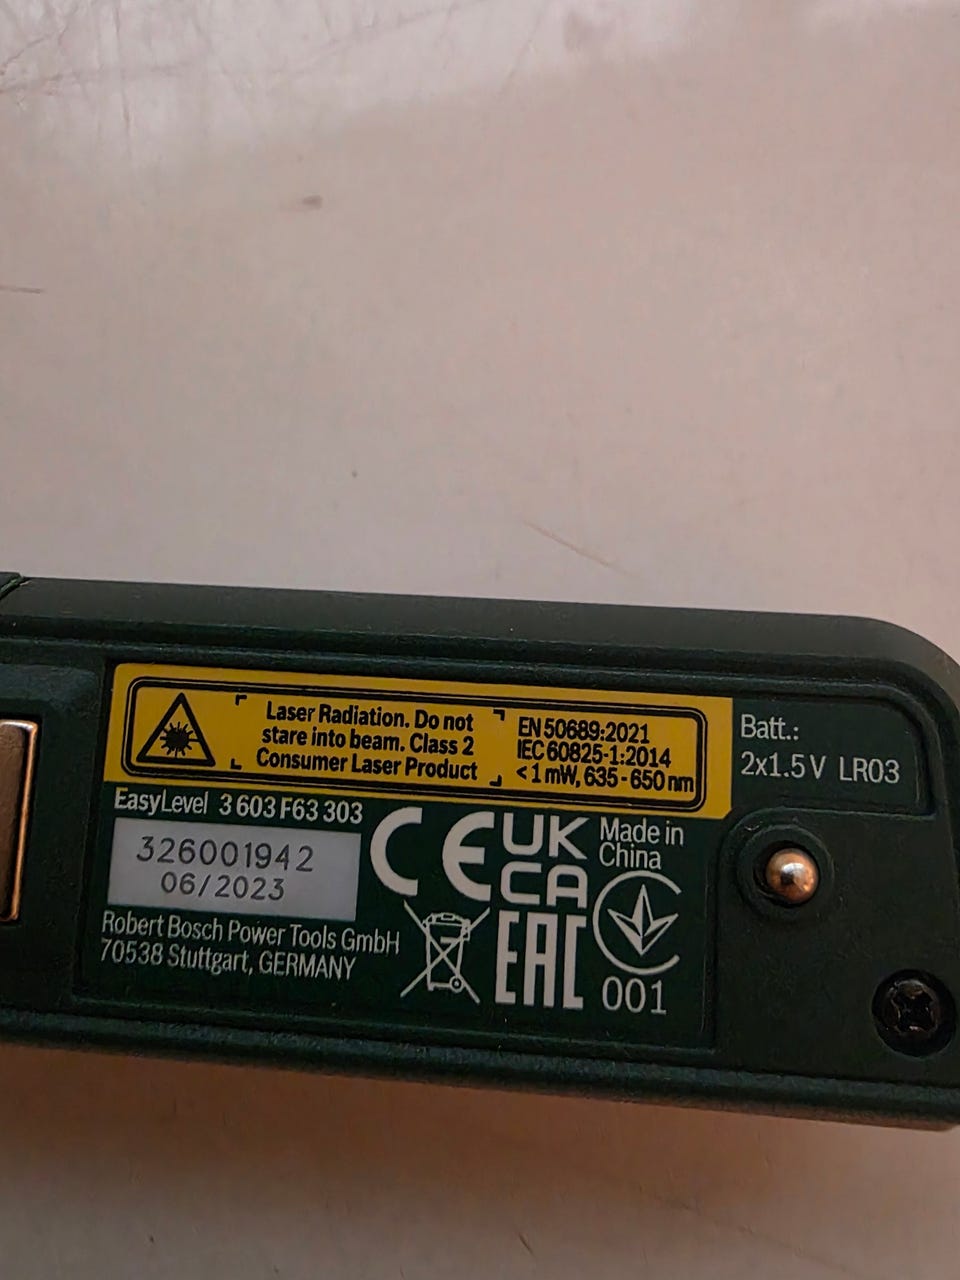 Laser Radiation. Do not
stare into beam. Class 2
Consumer Laser Product
EN 50689:2021
IEC 60825-1:2014
< 1 mW, 635 - 650 nm
Batt.:
2x1.5 V LR03
EasyLevel 3 603 F63 303
326001942
06/2023
Robert Bosch Power Tools GmbH
70538 Stuttgart, GERMANY
CE
UK
CA
Made in
China
EAC
001